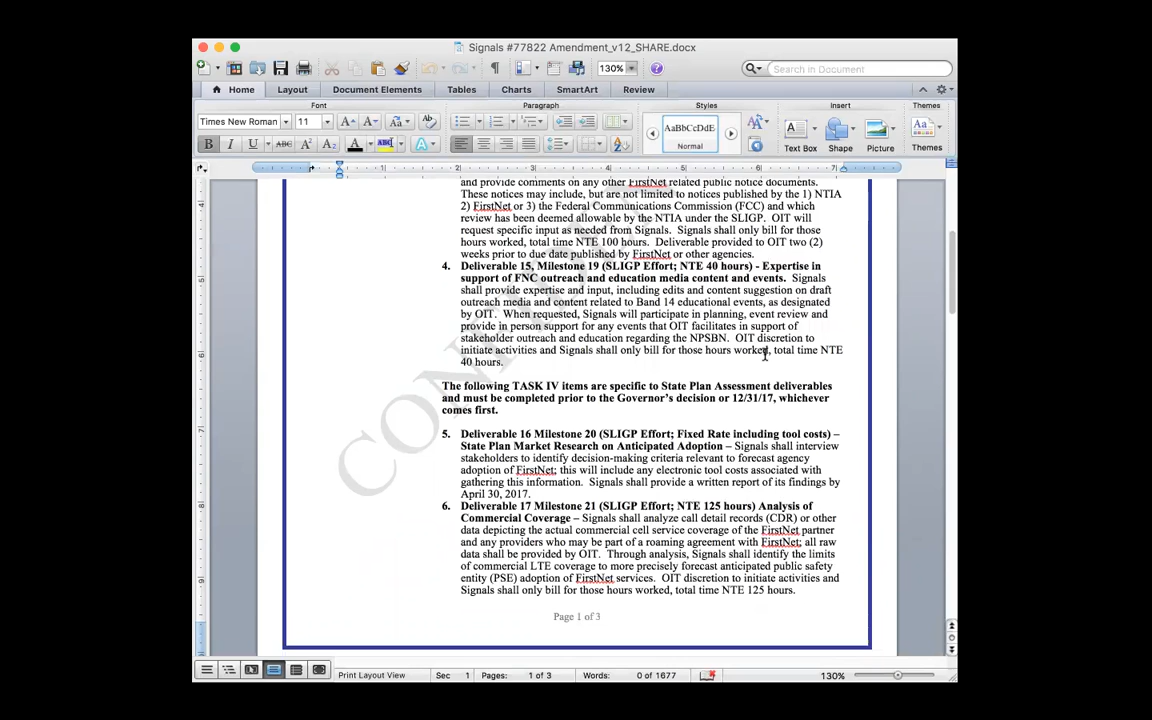 Signals #77822 Amendment_v12_SHARE.docx
130%
Search in Document
Home Layout Document Elements Tables Charts SmartArt Review
Font Paragraph Styles Insert Themes
Times New Roman 11
AaBbCcDdE
Normal
Text Box Shape Picture Themes
1 2 3 4 5 6 7
and provide comments on any other FirstNet related public notice documents.
These notices may include, but are not limited to notices published by the 1) NTIA
2) FirstNet or 3) the Federal Communications Commission (FCC) and which
review has been deemed allowable by the NTIA under the SLIGP. OIT will
request specific input as needed from Signals. Signals shall only bill for those
hours worked, total time NTE 100 hours. Deliverable provided to OIT two (2)
weeks prior to due date published by FirstNet or other agencies.
4. Deliverable 15, Milestone 19 (SLIGP Effort; NTE 40 hours) - Expertise in
support of FNC outreach and education media content and events. Signals
shall provide expertise and input, including edits and content suggestion on draft
outreach media and content related to Band 14 educational events, as designated
by OIT. When requested, Signals will participate in planning, event review and
provide in person support for any events that OIT facilitates in support of
stakeholder outreach and education regarding the NPSBN. OIT discretion to
initiate activities and Signals shall only bill for those hours worked, total time NTE
40 hours.
The following TASK IV items are specific to State Plan Assessment deliverables
and must be completed prior to the Governor's decision or 12/31/17, whichever
comes first.
5. Deliverable 16 Milestone 20 (SLIGP Effort; Fixed Rate including tool costs) –
State Plan Market Research on Anticipated Adoption – Signals shall interview
stakeholders to identify decision-making criteria relevant to forecast agency
adoption of FirstNet; this will include any electronic tool costs associated with
gathering this information. Signals shall provide a written report of its findings by
April 30, 2017.
6. Deliverable 17 Milestone 21 (SLIGP Effort; NTE 125 hours) Analysis of
Commercial Coverage – Signals shall analyze call detail records (CDR) or other
data depicting the actual commercial cell service coverage of the FirstNet partner
and any providers who may be part of a roaming agreement with FirstNet; all raw
data shall be provided by OIT. Through analysis, Signals shall identify the limits
of commercial LTE coverage to more precisely forecast anticipated public safety
entity (PSE) adoption of FirstNet services. OIT discretion to initiate activities and
Signals shall only bill for those hours worked, total time NTE 125 hours.
Page 1 of 3
Print Layout View Sec 1 Pages: 1 of 3 Words: 0 of 1677 130%